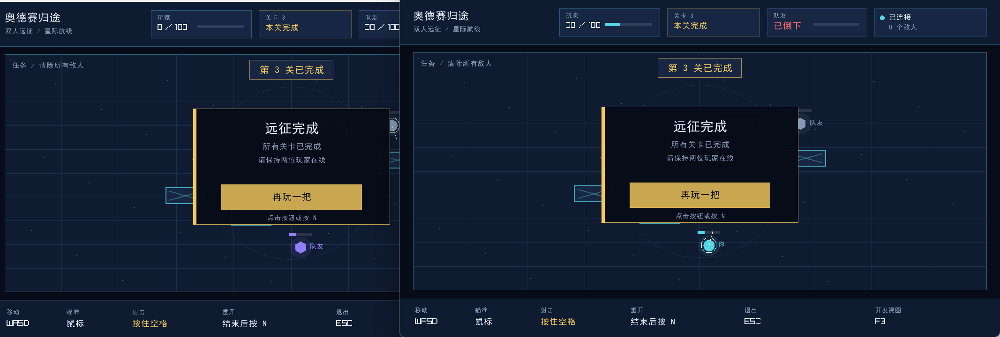 奥德赛归途
双人远征 / 星际航线
玩家
0 / 100
关卡 3
本关完成
队友
30 / 100
任务 / 清除所有敌人
第 3 关已完成
远征完成
所有关卡已完成
请保持两位玩家在线
再玩一把
点击按钮或按 N
队友
移动
WASD
瞄准
鼠标
射击
按住空格
重开
结束后按 N
退出
ESC
奥德赛归途
双人远征 / 星际航线
玩家
30 / 100
关卡 3
本关完成
队友
已倒下
已连接
0 个敌人
任务 / 清除所有敌人
第 3 关已完成
队友
远征完成
所有关卡已完成
请保持两位玩家在线
再玩一把
点击按钮或按 N
你
移动
WASD
瞄准
鼠标
射击
按住空格
重开
结束后按 N
退出
ESC
开发视图
F3